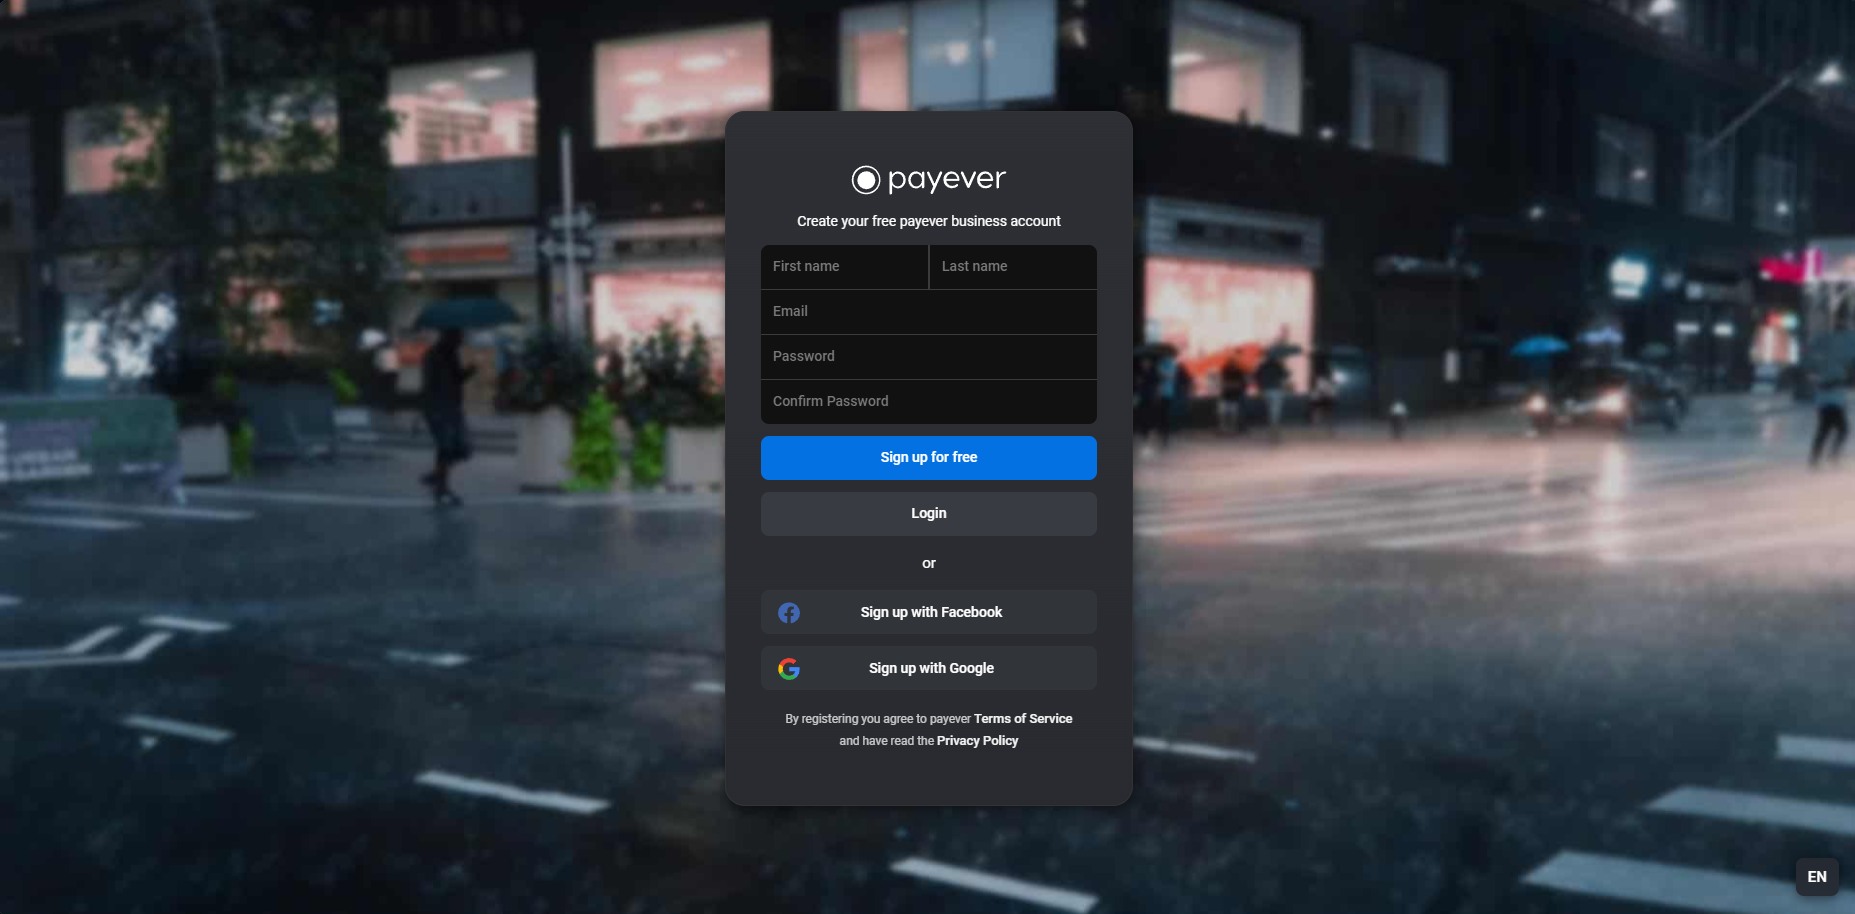 payever
Create your free payever business account
First name
Last name
Email
Password
Confirm Password
Sign up for free
Login
or
Sign up with Facebook
Sign up with Google
By registering you agree to payever Terms of Service
and have read the Privacy Policy
EN